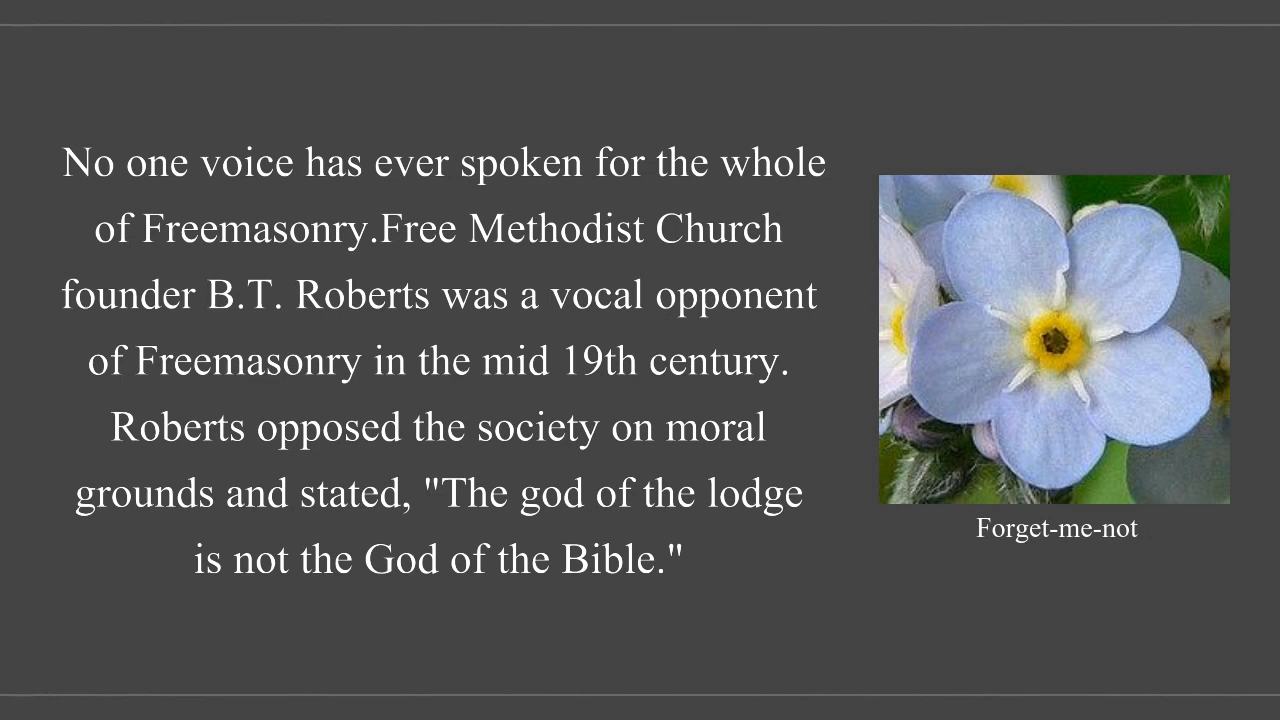 No one voice has ever spoken for the whole
of Freemasonry.Free Methodist Church
founder B.T. Roberts was a vocal opponent
of Freemasonry in the mid 19th century.
Roberts opposed the society on moral
grounds and stated, "The god of the lodge
is not the God of the Bible."
Forget-me-not